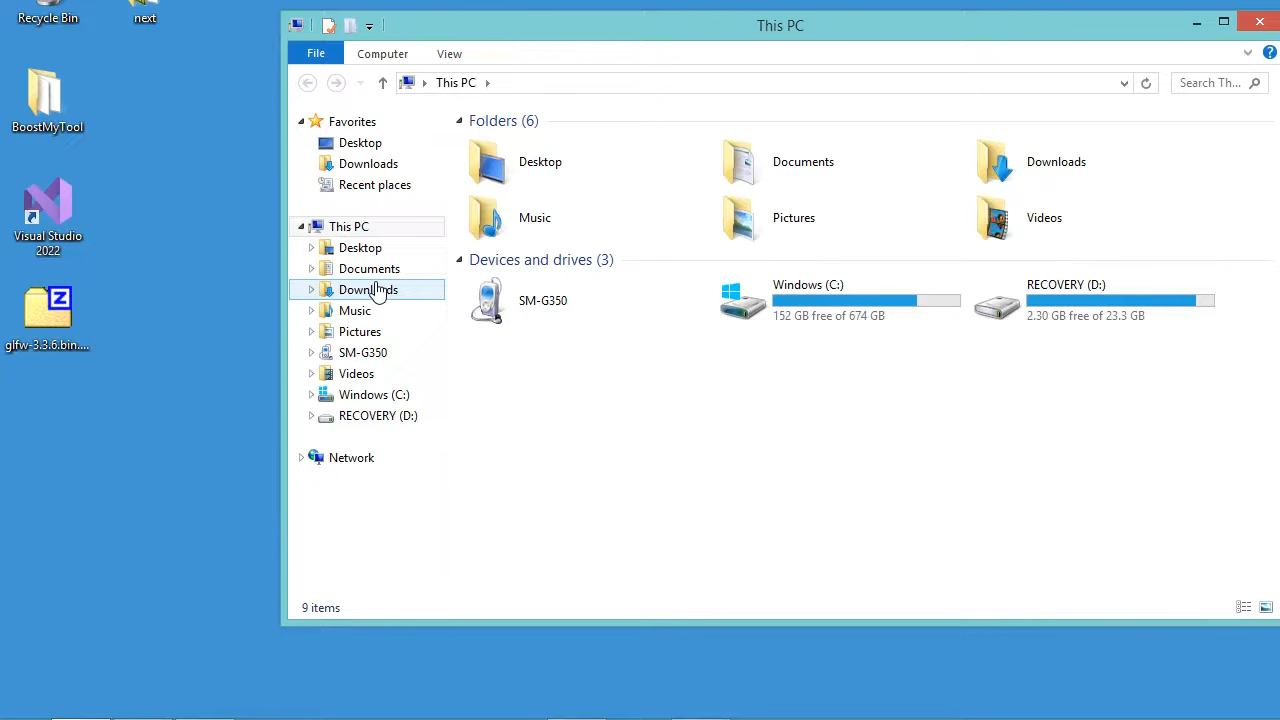 Recycle Bin
next
BoostMyTool
Visual Studio
2022
glfw-3.3.6.bin....
This PC
File
Computer
View
This PC
Search Th...
Favorites
Desktop
Downloads
Recent places
This PC
Desktop
Documents
Downloads
Music
Pictures
SM-G350
Videos
Windows (C:)
RECOVERY (D:)
Network
Folders (6)
Desktop
Documents
Downloads
Music
Pictures
Videos
Devices and drives (3)
SM-G350
Windows (C:)
152 GB free of 674 GB
RECOVERY (D:)
2.30 GB free of 23.3 GB
9 items